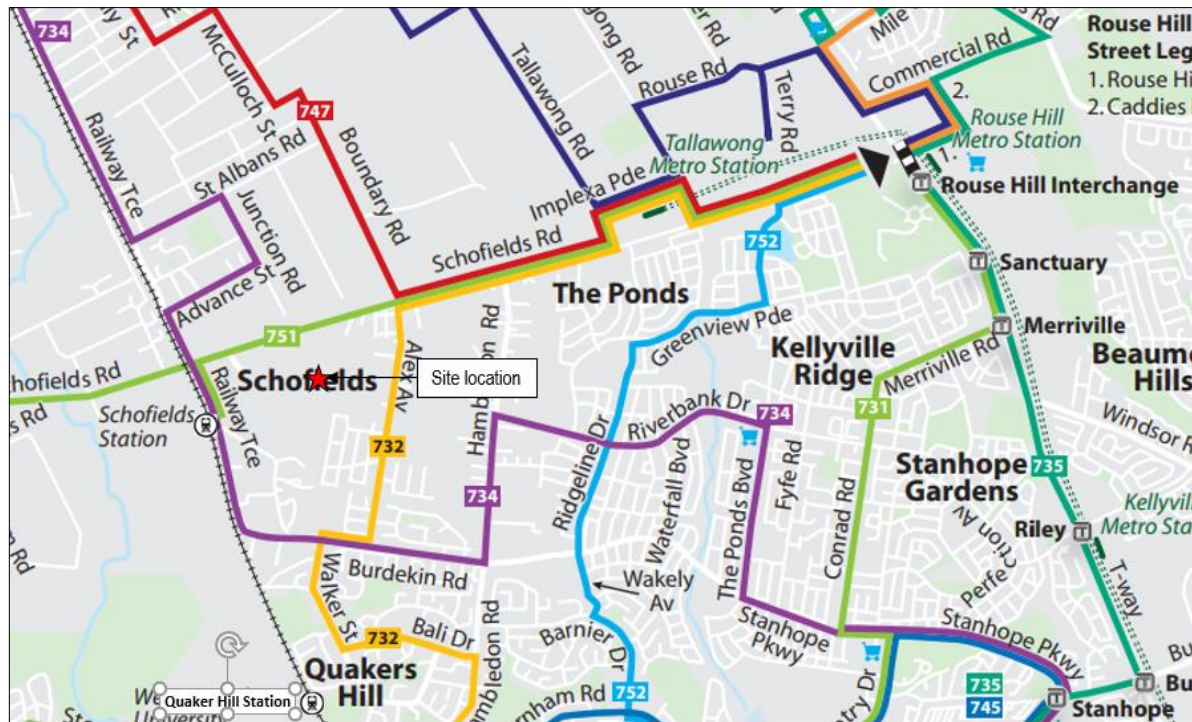 734
McCulloch St
Railway Tce
747
Boundary Rd
St Albans Rd
Junction Rd
Advance St
Tallawong Rd
Rouse Rd
Terry Rd
Mile
Commercial Rd
Rouse Hill
Street Leg
1. Rouse Hi
2. Caddies
2.
Rouse Hill
Metro Station
1.
Tallawong
Metro Station
Implexa Pde
Schofields Rd
Rouse Hill Interchange
752
Sanctuary
The Ponds
Greenview Pde
Merriville
Merriville Rd
Kellyville
Ridge
Beaum
Hills
751
hofields Rd
Railway Tce
Schofields
Site location
Alex Av
Schofields
Station
732
Riverbank Dr
734
731
Windsor R
734
Ridgeline Dr
Waterfall Bvd
The Ponds Bvd
Fyfe Rd
Conrad Rd
Stanhope
Gardens
735
Kellyvill
Metro Sta
Riley
T-way
Burdekin Rd
Walker St
Wakely
Av
Stanhope
Pkwy
Stanhope Pkwy
732
Bali Dr
Barnier Dr
Quakers
Hill
Quaker Hill Station
752
735
745
Bu
Stanhope